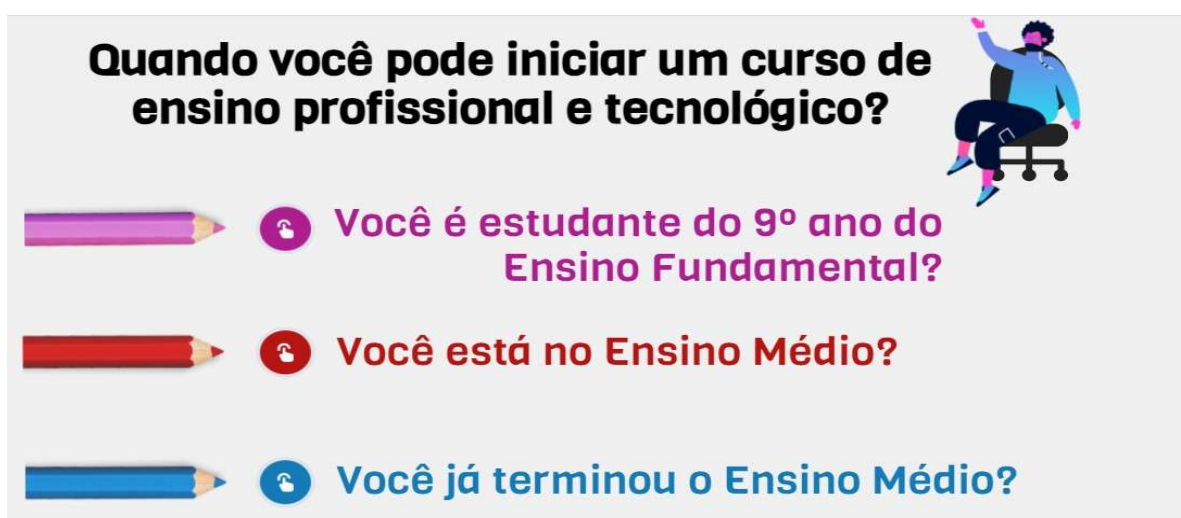 Quando você pode iniciar um curso de
ensino profissional e tecnológico?
Você é estudante do 9º ano do
Ensino Fundamental?
Você está no Ensino Médio?
Você já terminou o Ensino Médio?